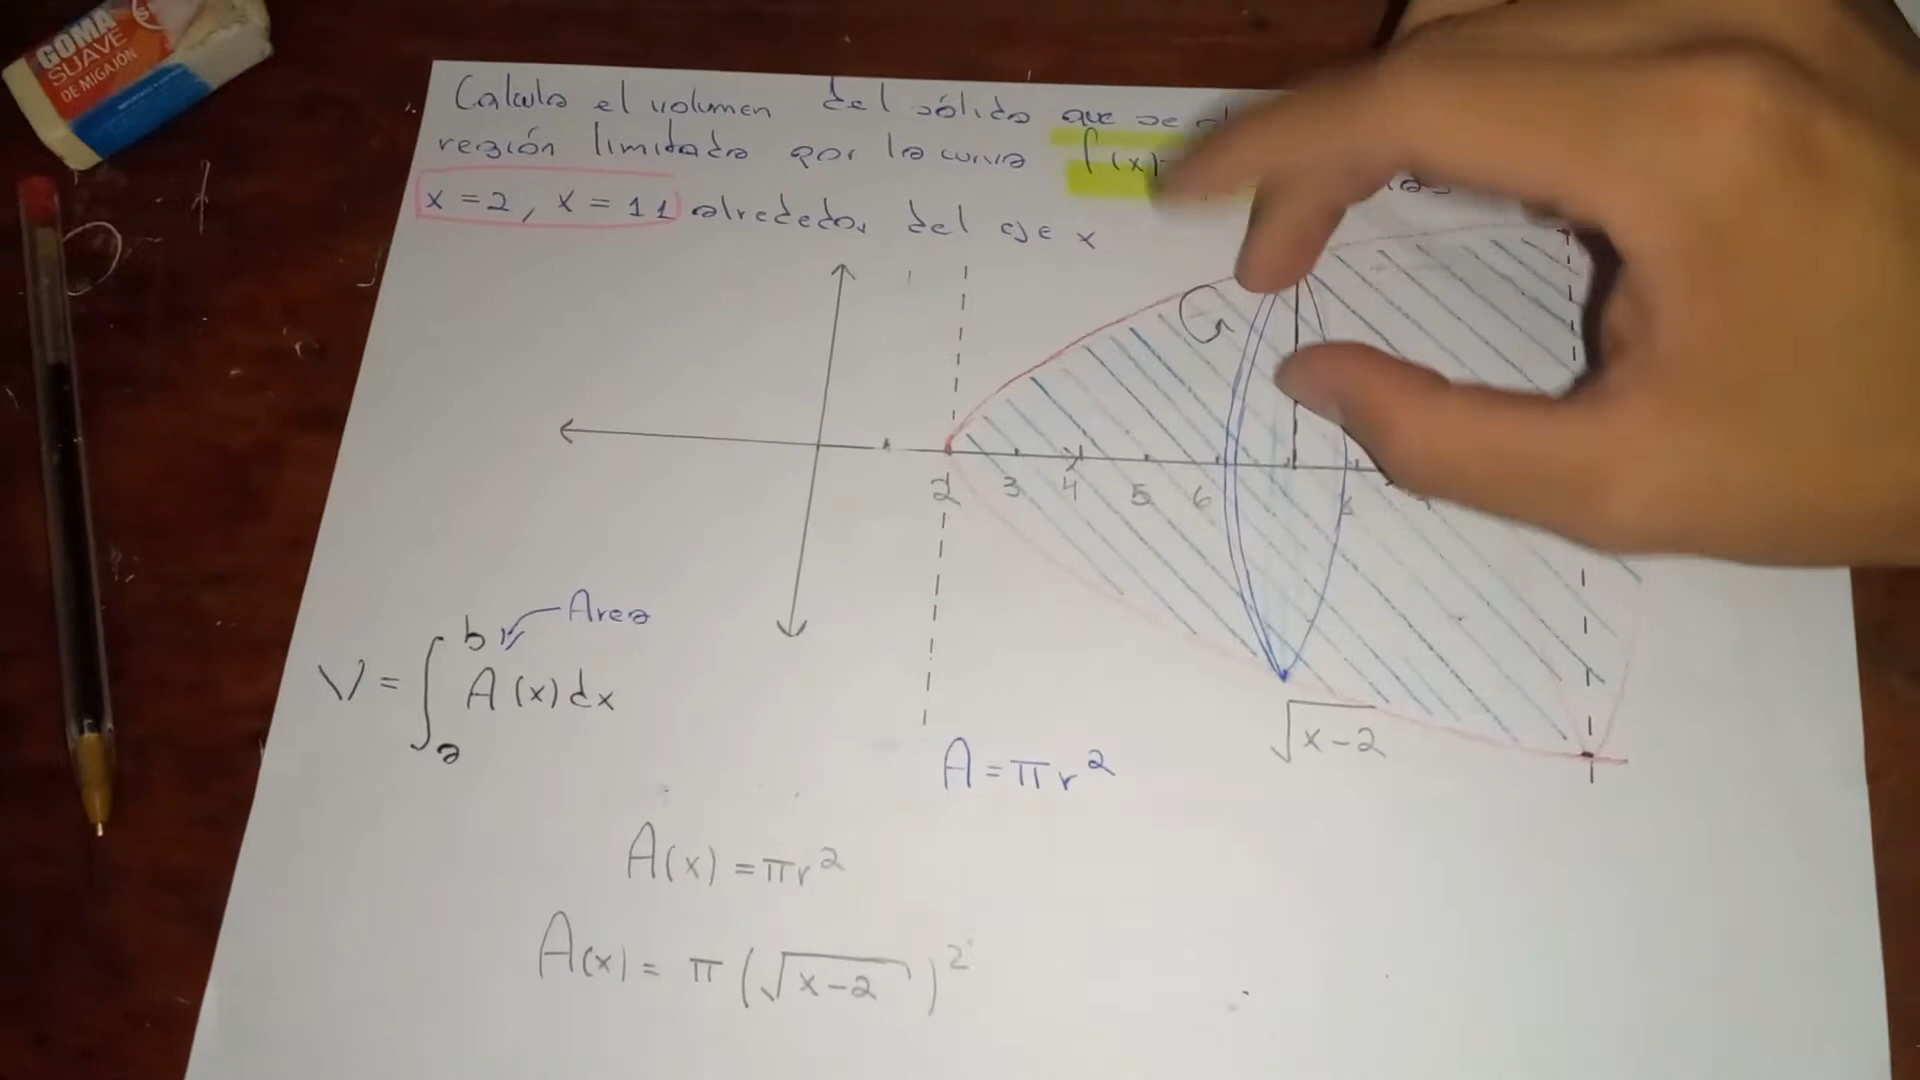 GOMA
SUAVE
DE MIGAJÓN
Calcula el volumen del sólido que se
región limitada por la curva f(x)=
x = 2, x = 11 alrededor del eje x
2 3 4 5 6
V = ∫ₐᵇ A(x) dx
Area
√x-2
A = πr²
A(x) = πr²
A(x) = π(√x-2)²